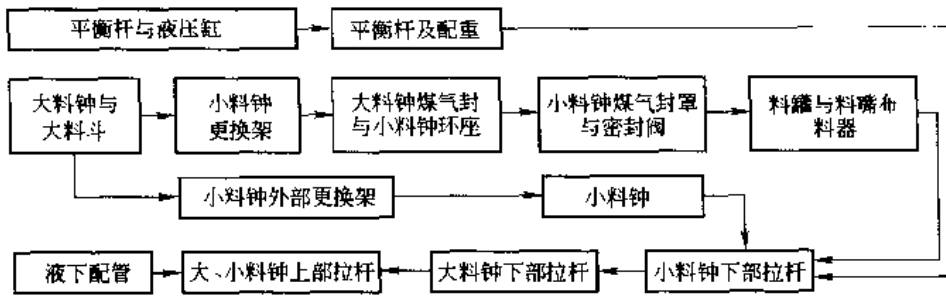 平衡杆与液压缸
平衡杆及配重
大料钟与
大料斗
小料钟
更换架
大料钟煤气封
与小料钟环座
小料钟煤气封罩
与密封阀
料罐与料嘴布
料器
小料钟外部更换架
小料钟
液下配管
大、小料钟上部拉杆
大料钟下部拉杆
小料钟下部拉杆